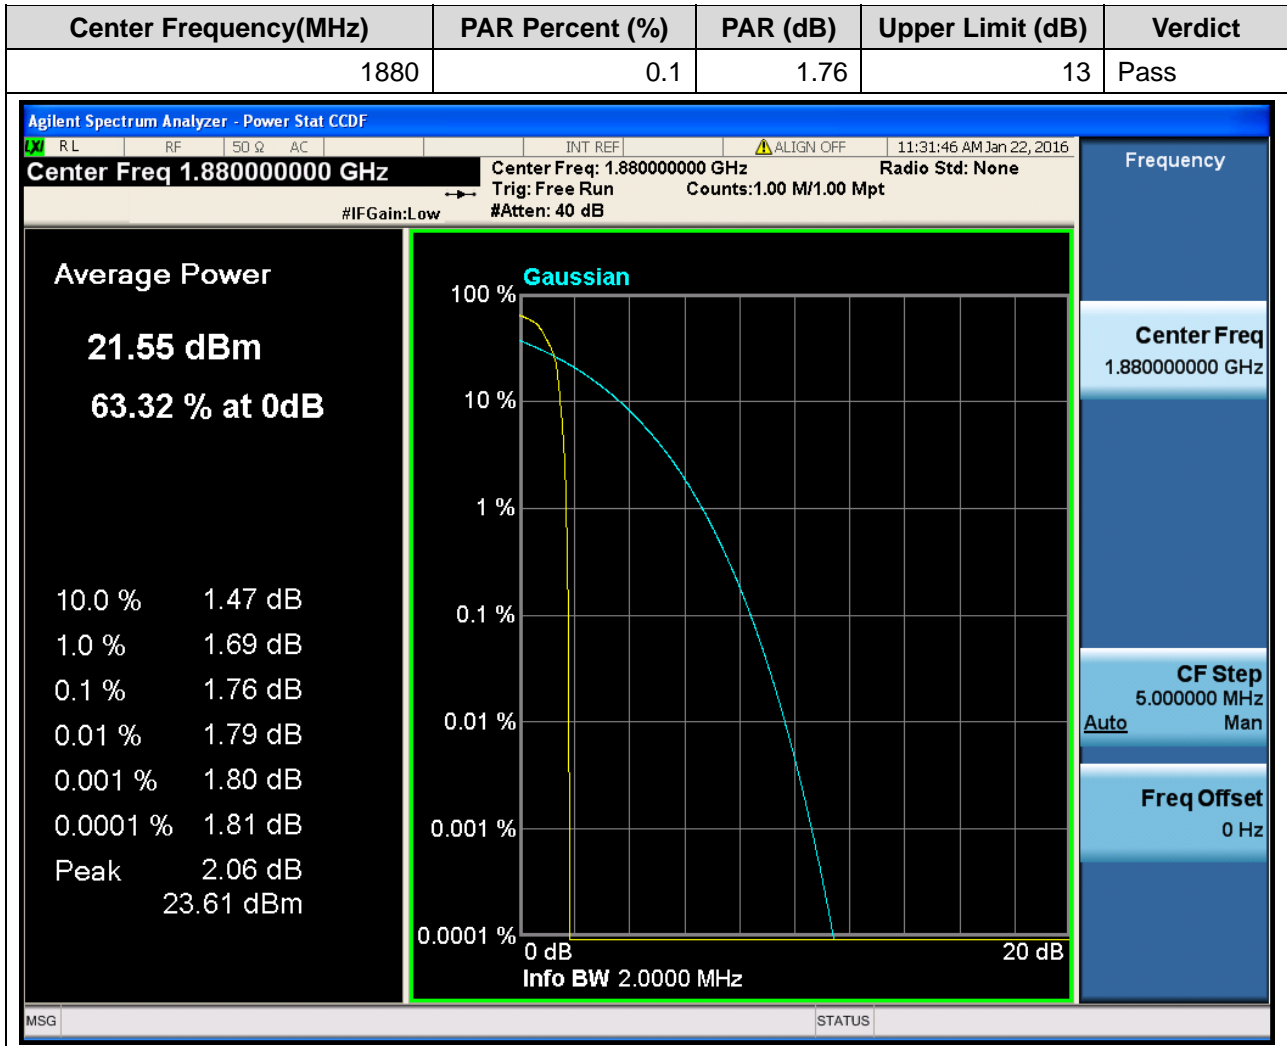 Center Frequency(MHz) PAR Percent (%) PAR (dB) Upper Limit (dB) Verdict
1880 0.1 1.76 13 Pass
Agilent Spectrum Analyzer - Power Stat CCDF
LXI RL RF 50 Ω AC INT REF ALIGN OFF 11:31:46 AM Jan 22, 2016
Center Freq 1.880000000 GHz
Center Freq: 1.880000000 GHz Radio Std: None
Trig: Free Run Counts:1.00 M/1.00 Mpt
#IFGain:Low #Atten: 40 dB
Frequency
Average Power
21.55 dBm
63.32 % at 0dB
10.0 % 1.47 dB
1.0 % 1.69 dB
0.1 % 1.76 dB
0.01 % 1.79 dB
0.001 % 1.80 dB
0.0001 % 1.81 dB
Peak 2.06 dB
23.61 dBm
Gaussian
100 %
10 %
1 %
0.1 %
0.01 %
0.001 %
0.0001 %
0 dB 20 dB
Info BW 2.0000 MHz
Center Freq
1.880000000 GHz
CF Step
5.000000 MHz
Auto Man
Freq Offset
0 Hz
MSG STATUS